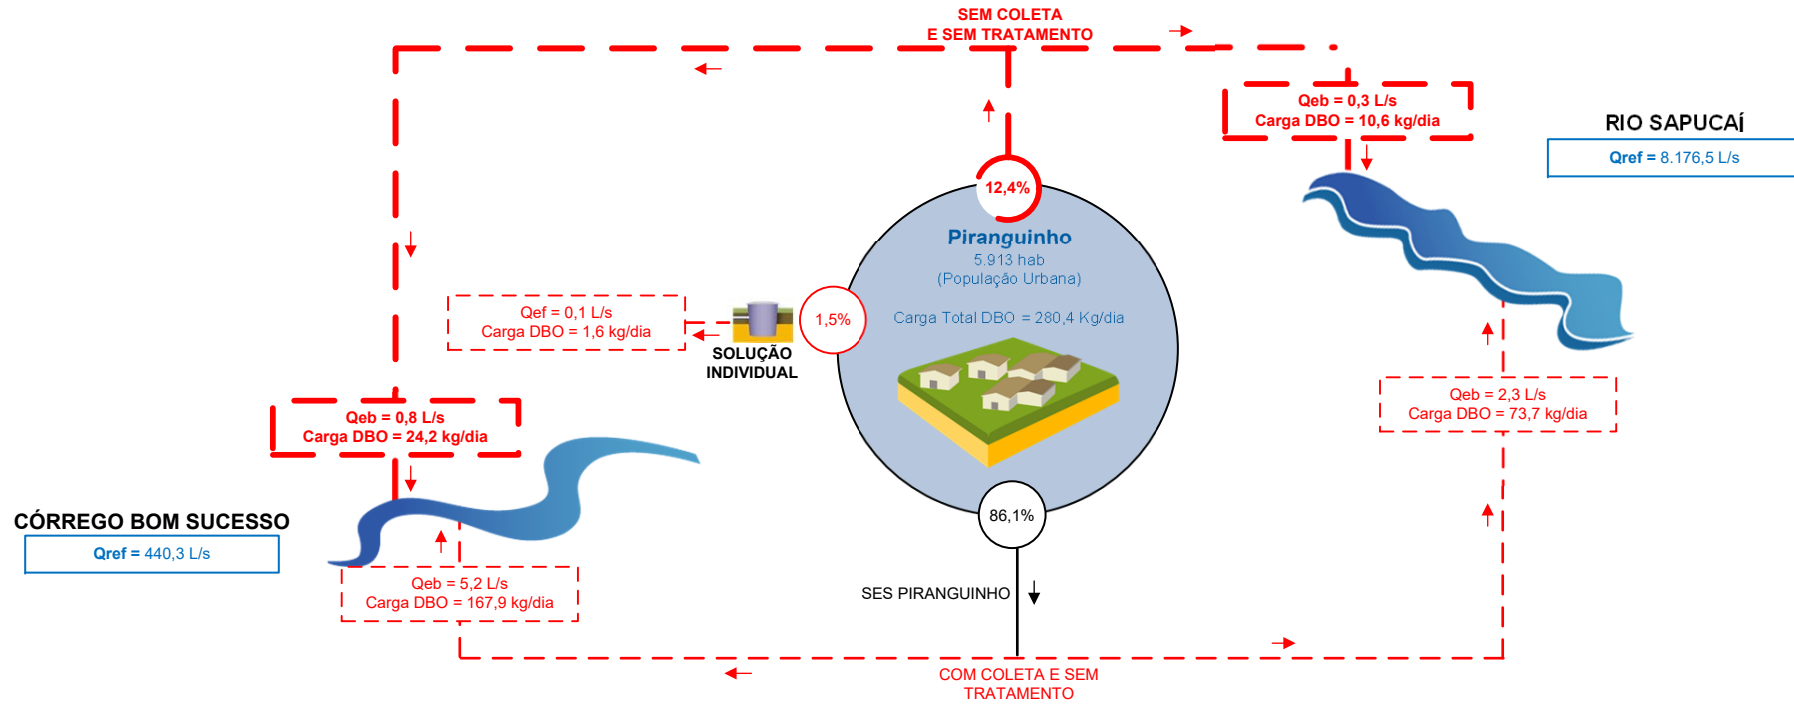 SEM COLETA
E SEM TRATAMENTO
Qeb = 0,3 L/s
Carga DBO = 10,6 kg/dia
RIO SAPUCAÍ
Qref = 8.176,5 L/s
12,4%
Piranguinho
5.913 hab
(População Urbana)
Carga Total DBO = 280,4 Kg/dia
1,5%
Qef = 0,1 L/s
Carga DBO = 1,6 kg/dia
SOLUÇÃO
INDIVIDUAL
Qeb = 2,3 L/s
Carga DBO = 73,7 kg/dia
Qeb = 0,8 L/s
Carga DBO = 24,2 kg/dia
86,1%
CÓRREGO BOM SUCESSO
Qref = 440,3 L/s
Qeb = 5,2 L/s
Carga DBO = 167,9 kg/dia
SES PIRANGUINHO
COM COLETA E SEM
TRATAMENTO